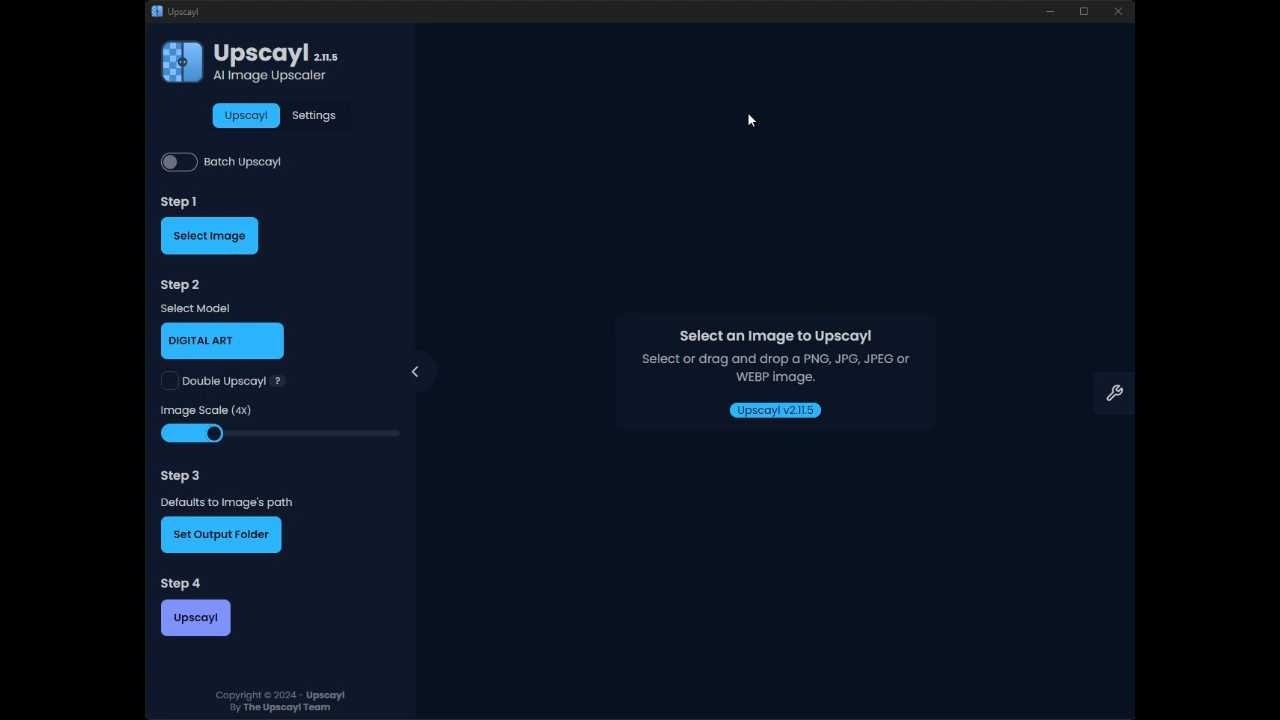 Upscayl
Upscayl 2.11.5
AI Image Upscaler
Upscayl Settings
Batch Upscayl
Step 1
Select Image
Step 2
Select Model
DIGITAL ART
Double Upscayl ?
Image Scale (4X)
Step 3
Defaults to Image's path
Set Output Folder
Step 4
Upscayl
Copyright © 2024 - Upscayl
By The Upscayl Team
Select an Image to Upscayl
Select or drag and drop a PNG, JPG, JPEG or
WEBP image.
Upscayl v2.11.5